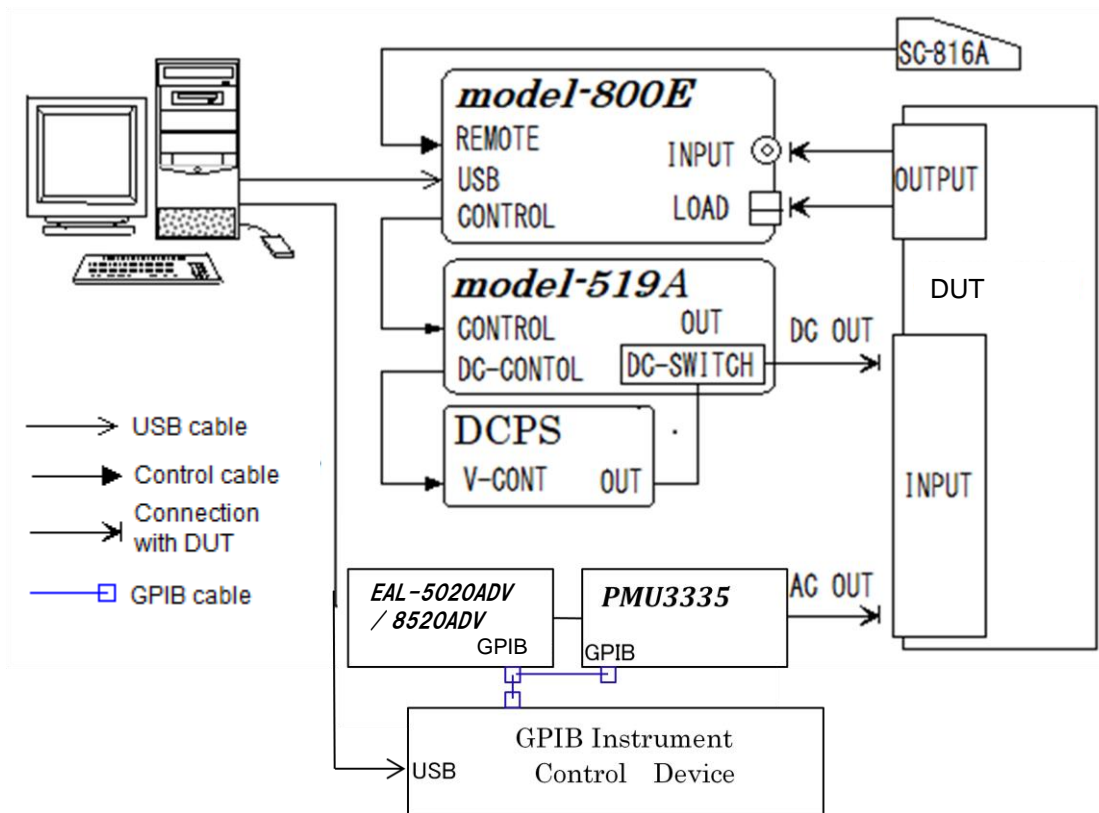 SC-816A
model-800E
REMOTE
INPUT
USB
LOAD
CONTROL
OUTPUT
DUT
model-519A
CONTROL
OUT
DC OUT
DC-CONTOL
DC-SWITCH
DCPS
V-CONT
OUT
INPUT
USB cable
Control cable
Connection
with DUT
GPIB cable
EAL-5020ADV
/ 8520ADV
GPIB
PMU3335
GPIB
AC OUT
GPIB Instrument
Control Device
USB